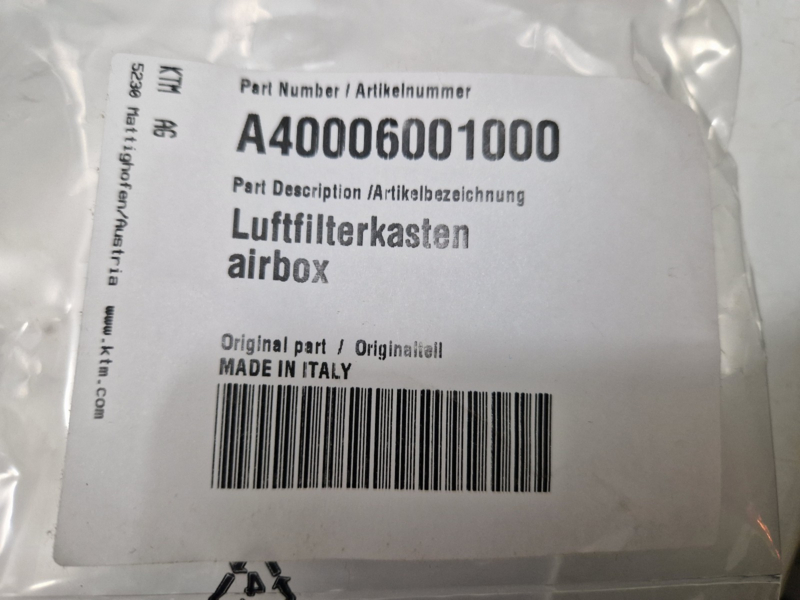 KTM AG
5230 Mattighofen/Austria www.ktm.com
Part Number / Artikelnummer
A40006001000
Part Description /Artikelbezeichnung
Luftfilterkasten
airbox
Original part / Originalteil
MADE IN ITALY
4